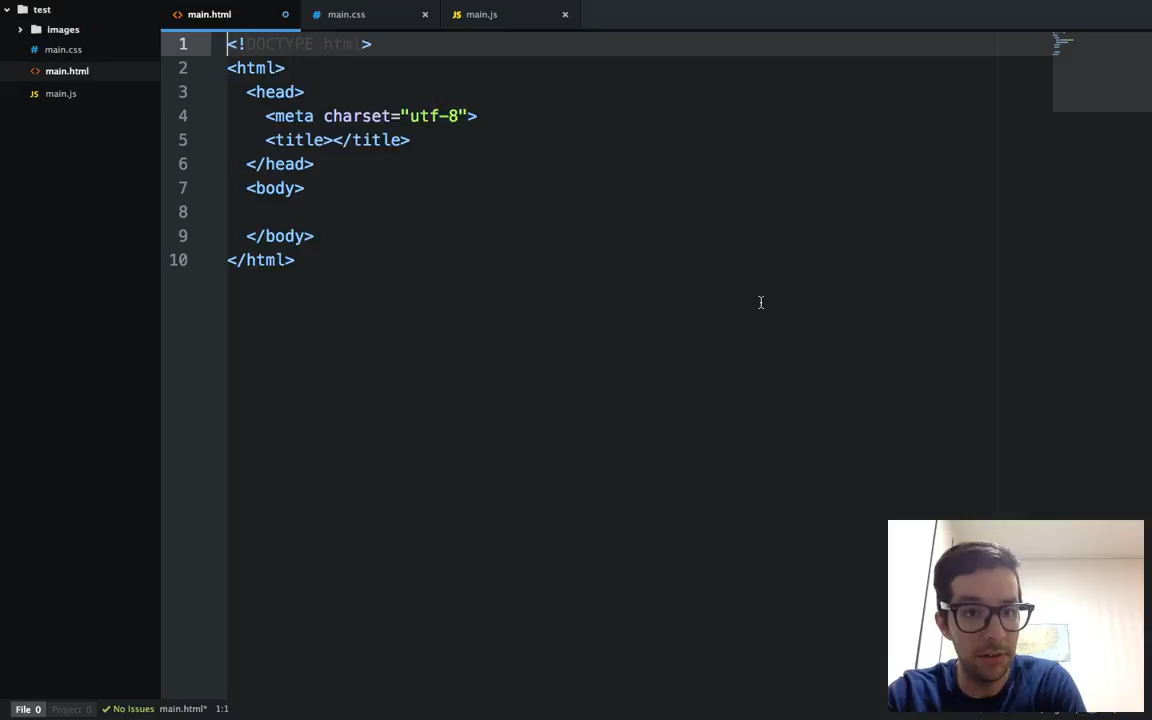 test
images
main.css
main.html
main.js
main.html
main.css
main.js
1 <!DOCTYPE html>
2 <html>
3 <head>
4 <meta charset="utf-8">
5 <title></title>
6 </head>
7 <body>
8
9 </body>
10 </html>
File 0 Project 0 No Issues main.html* 1:1